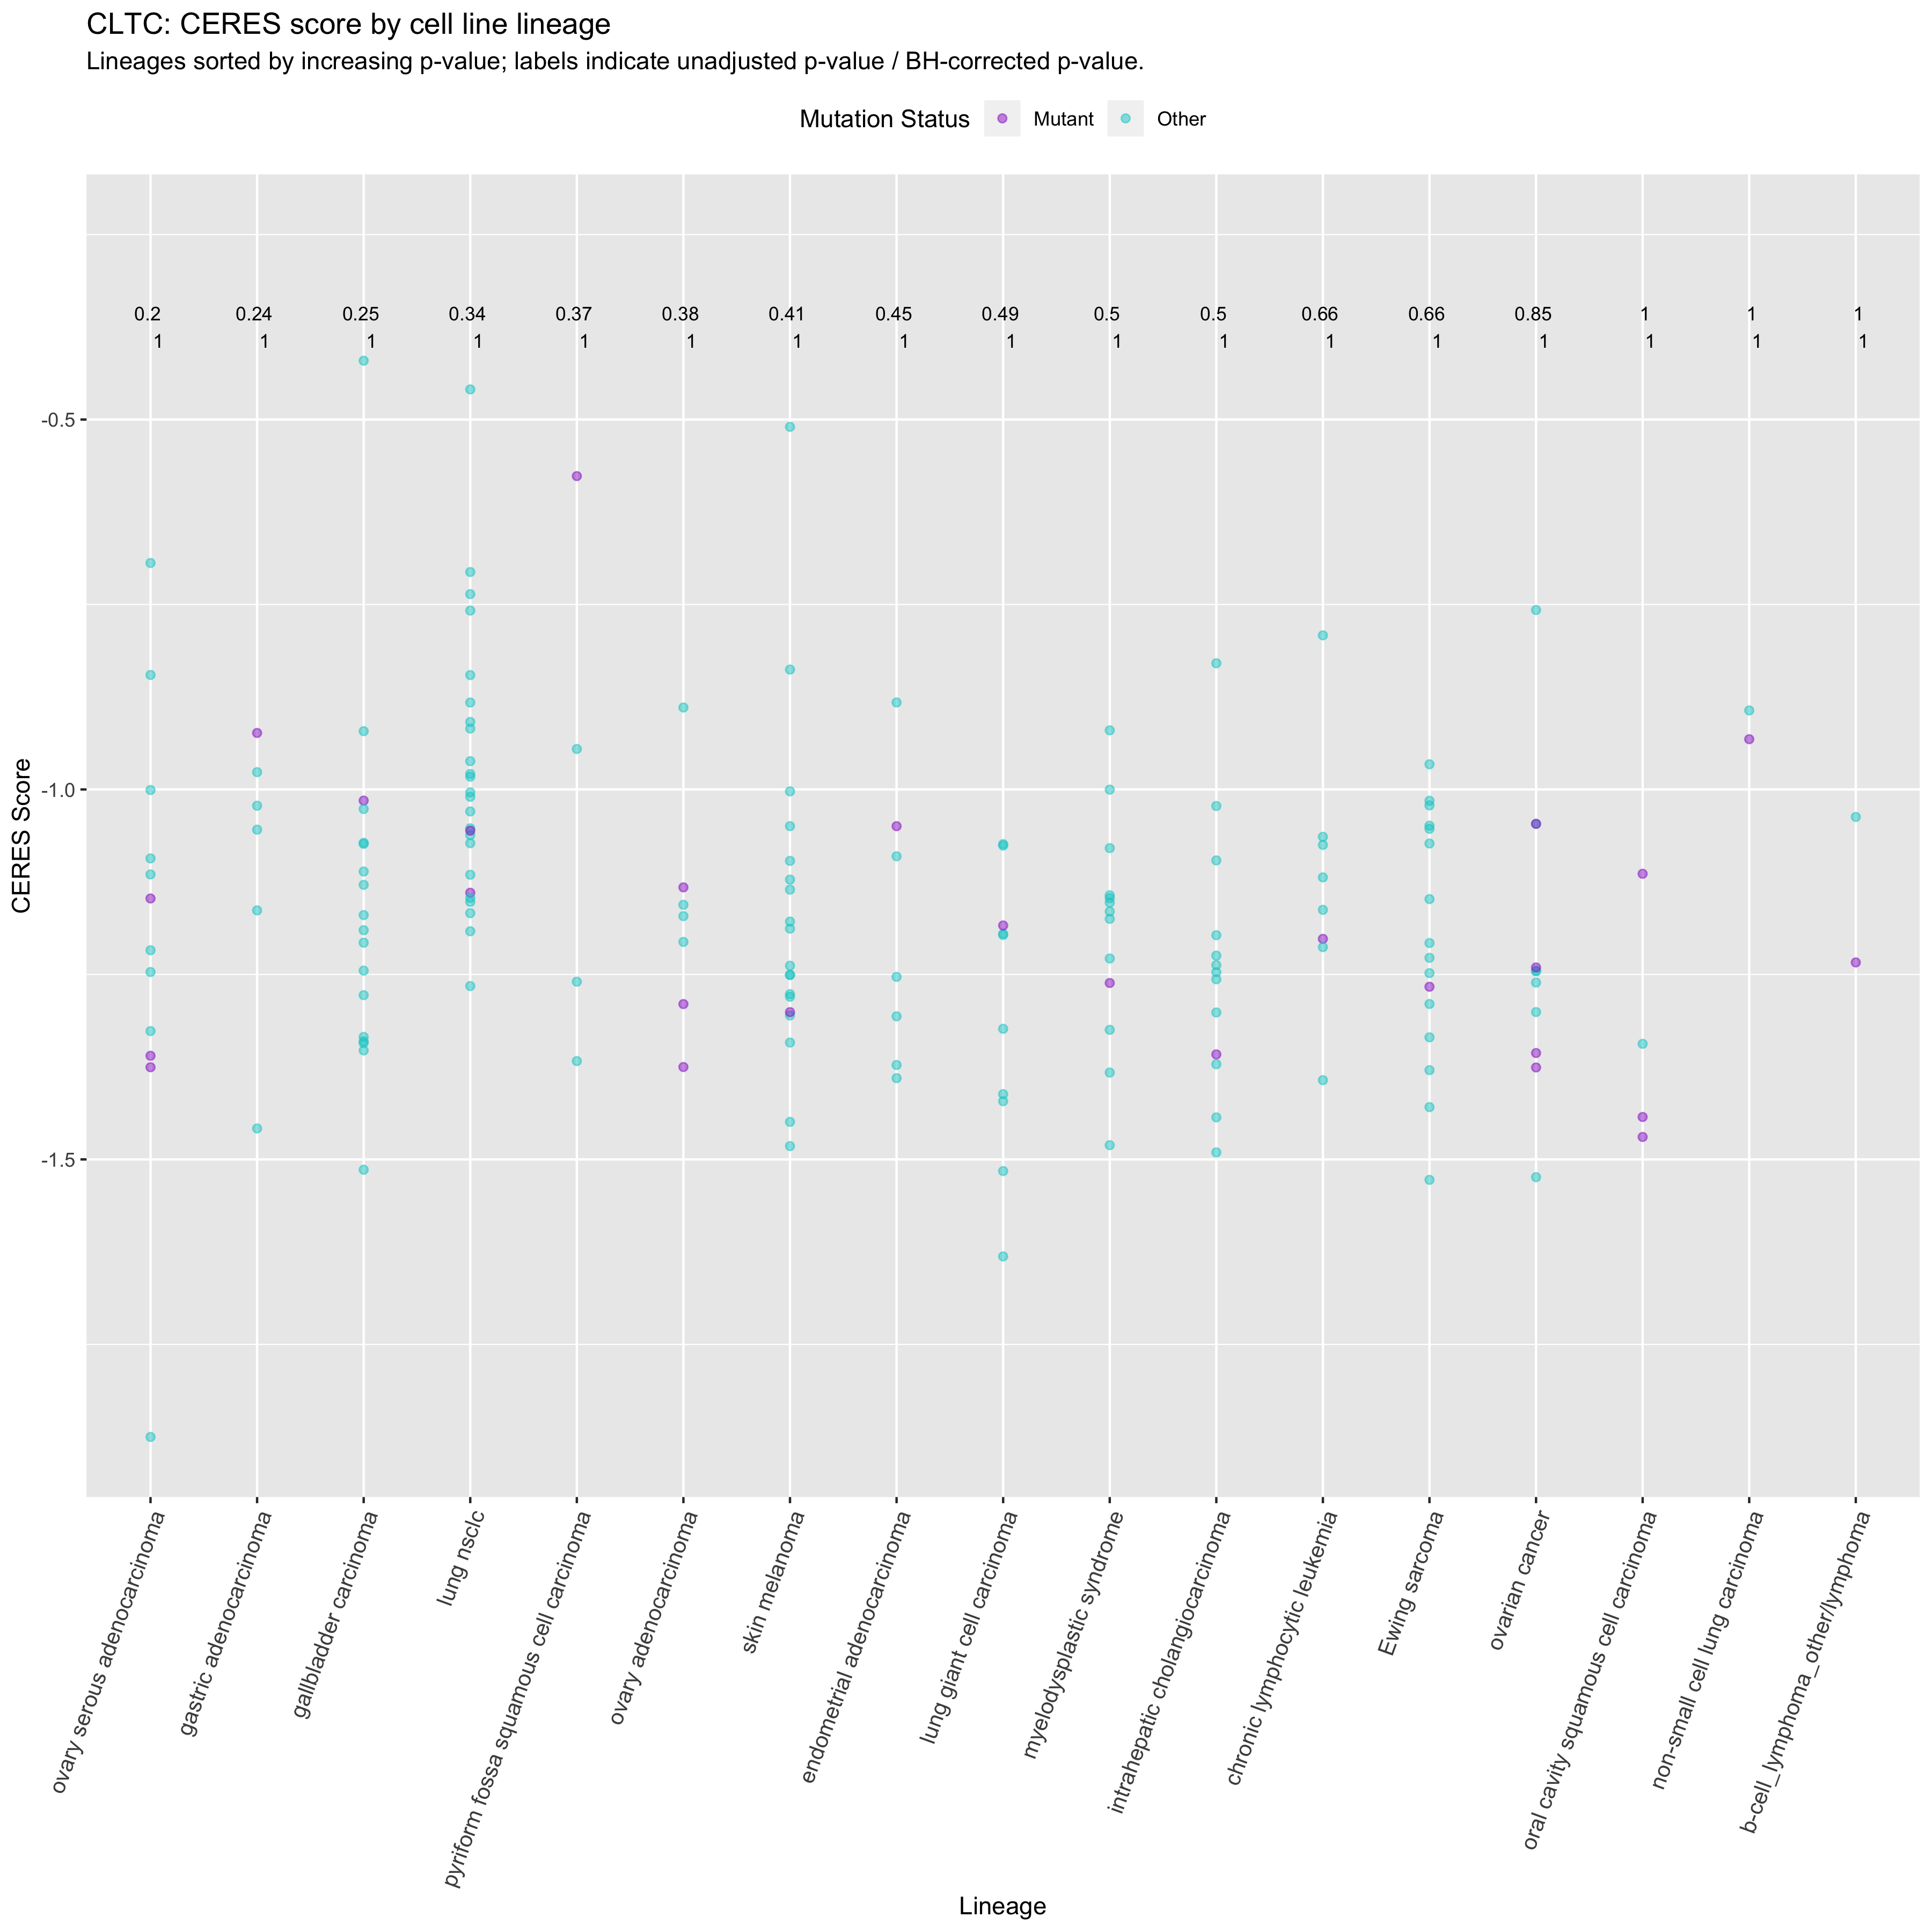 CLTC: CERES score by cell line lineage
Lineages sorted by increasing p-value; labels indicate unadjusted p-value / BH-corrected p-value.
Mutation Status Mutant Other
0.2 0.24 0.25 0.34 0.37 0.38 0.41 0.45 0.49 0.5 0.5 0.66 0.66 0.85 1 1 1
1 1 1 1 1 1 1 1 1 1 1 1 1 1 1 1 1
-0.5
-1.0
-1.5
CERES Score
ovary serous adenocarcinoma
gastric adenocarcinoma
gallbladder carcinoma
lung nsclc
pyriform fossa squamous cell carcinoma
ovary adenocarcinoma
skin melanoma
endometrial adenocarcinoma
lung giant cell carcinoma
myelodysplastic syndrome
intrahepatic cholangiocarcinoma
chronic lymphocytic leukemia
Ewing sarcoma
ovarian cancer
oral cavity squamous cell carcinoma
non-small cell lung carcinoma
b-cell_lymphoma_other/lymphoma
Lineage